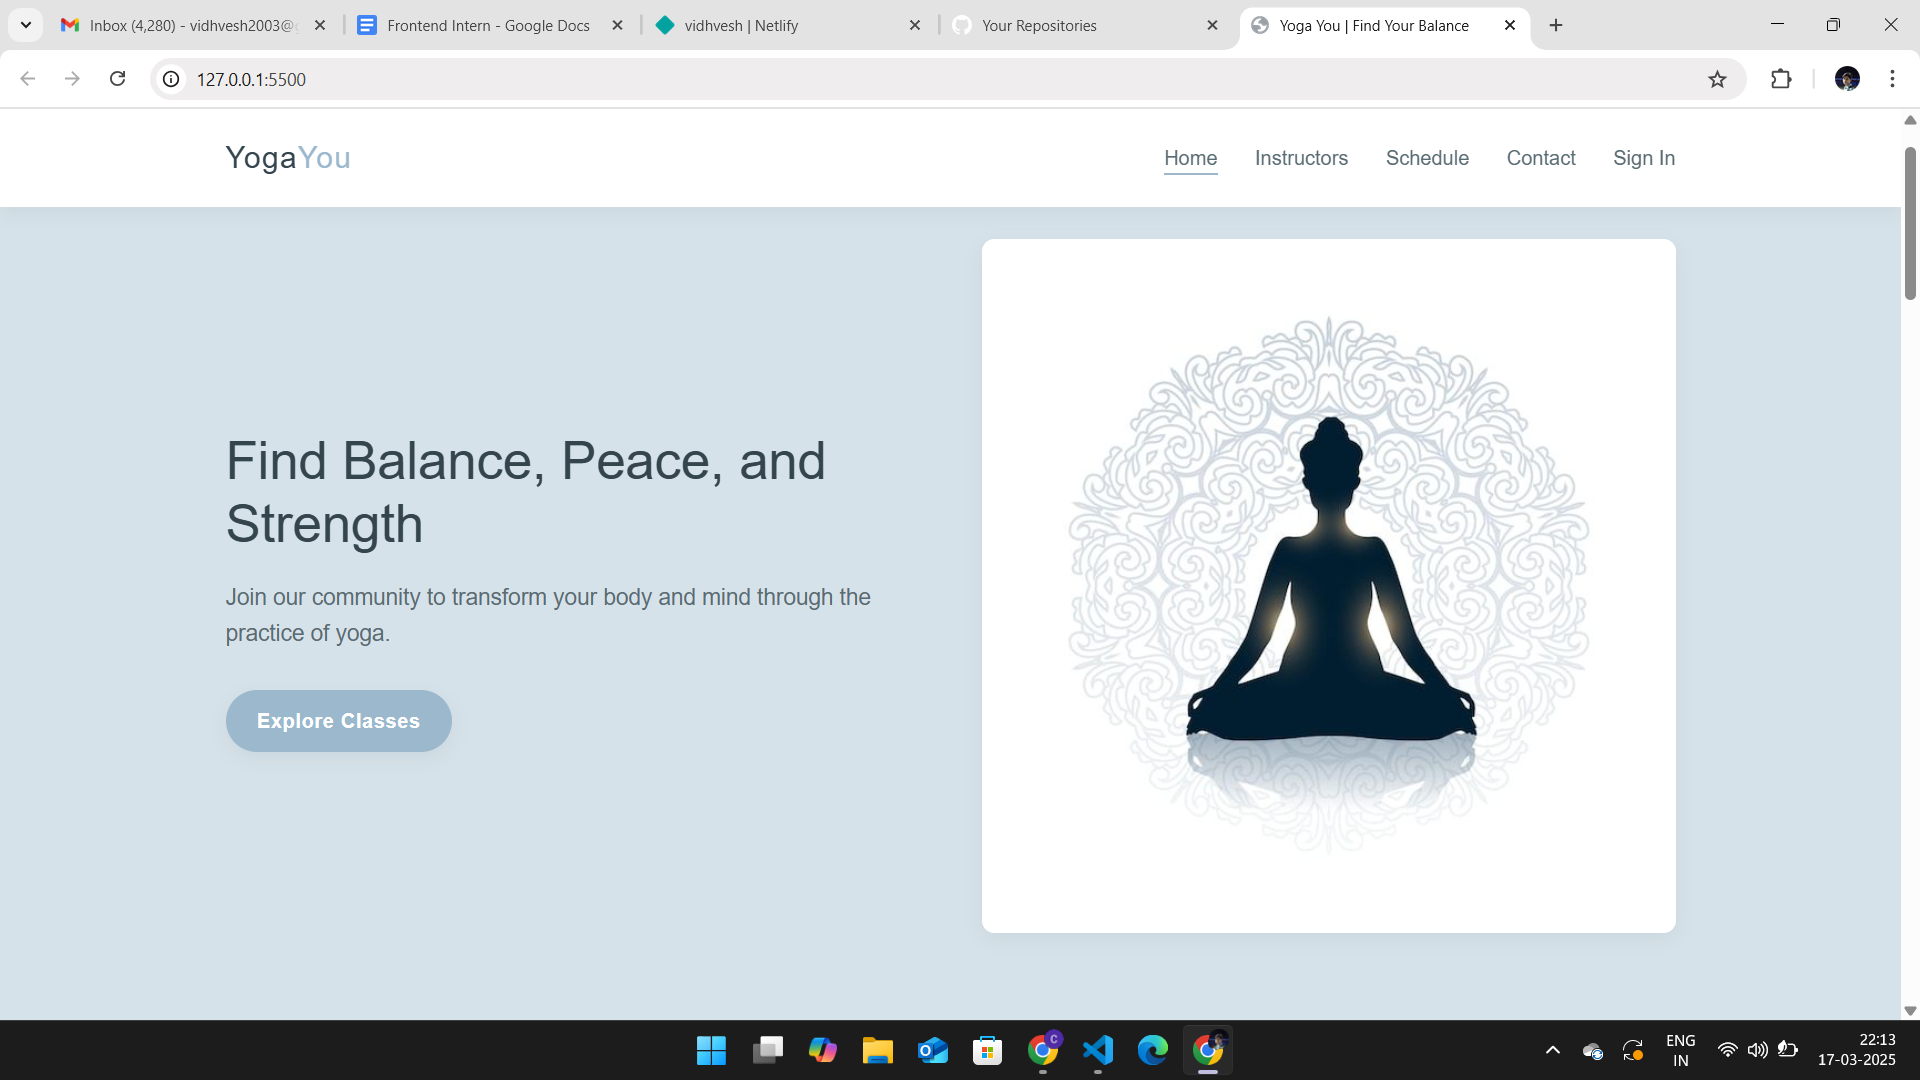 Inbox (4,280) - vidhvesh2003@g
Frontend Intern - Google Docs
vidhvesh | Netlify
Your Repositories
Yoga You | Find Your Balance
127.0.0.1:5500
YogaYou
Home
Instructors
Schedule
Contact
Sign In
Find Balance, Peace, and
Strength
Join our community to transform your body and mind through the
practice of yoga.
Explore Classes
ENG
IN
22:13
17-03-2025